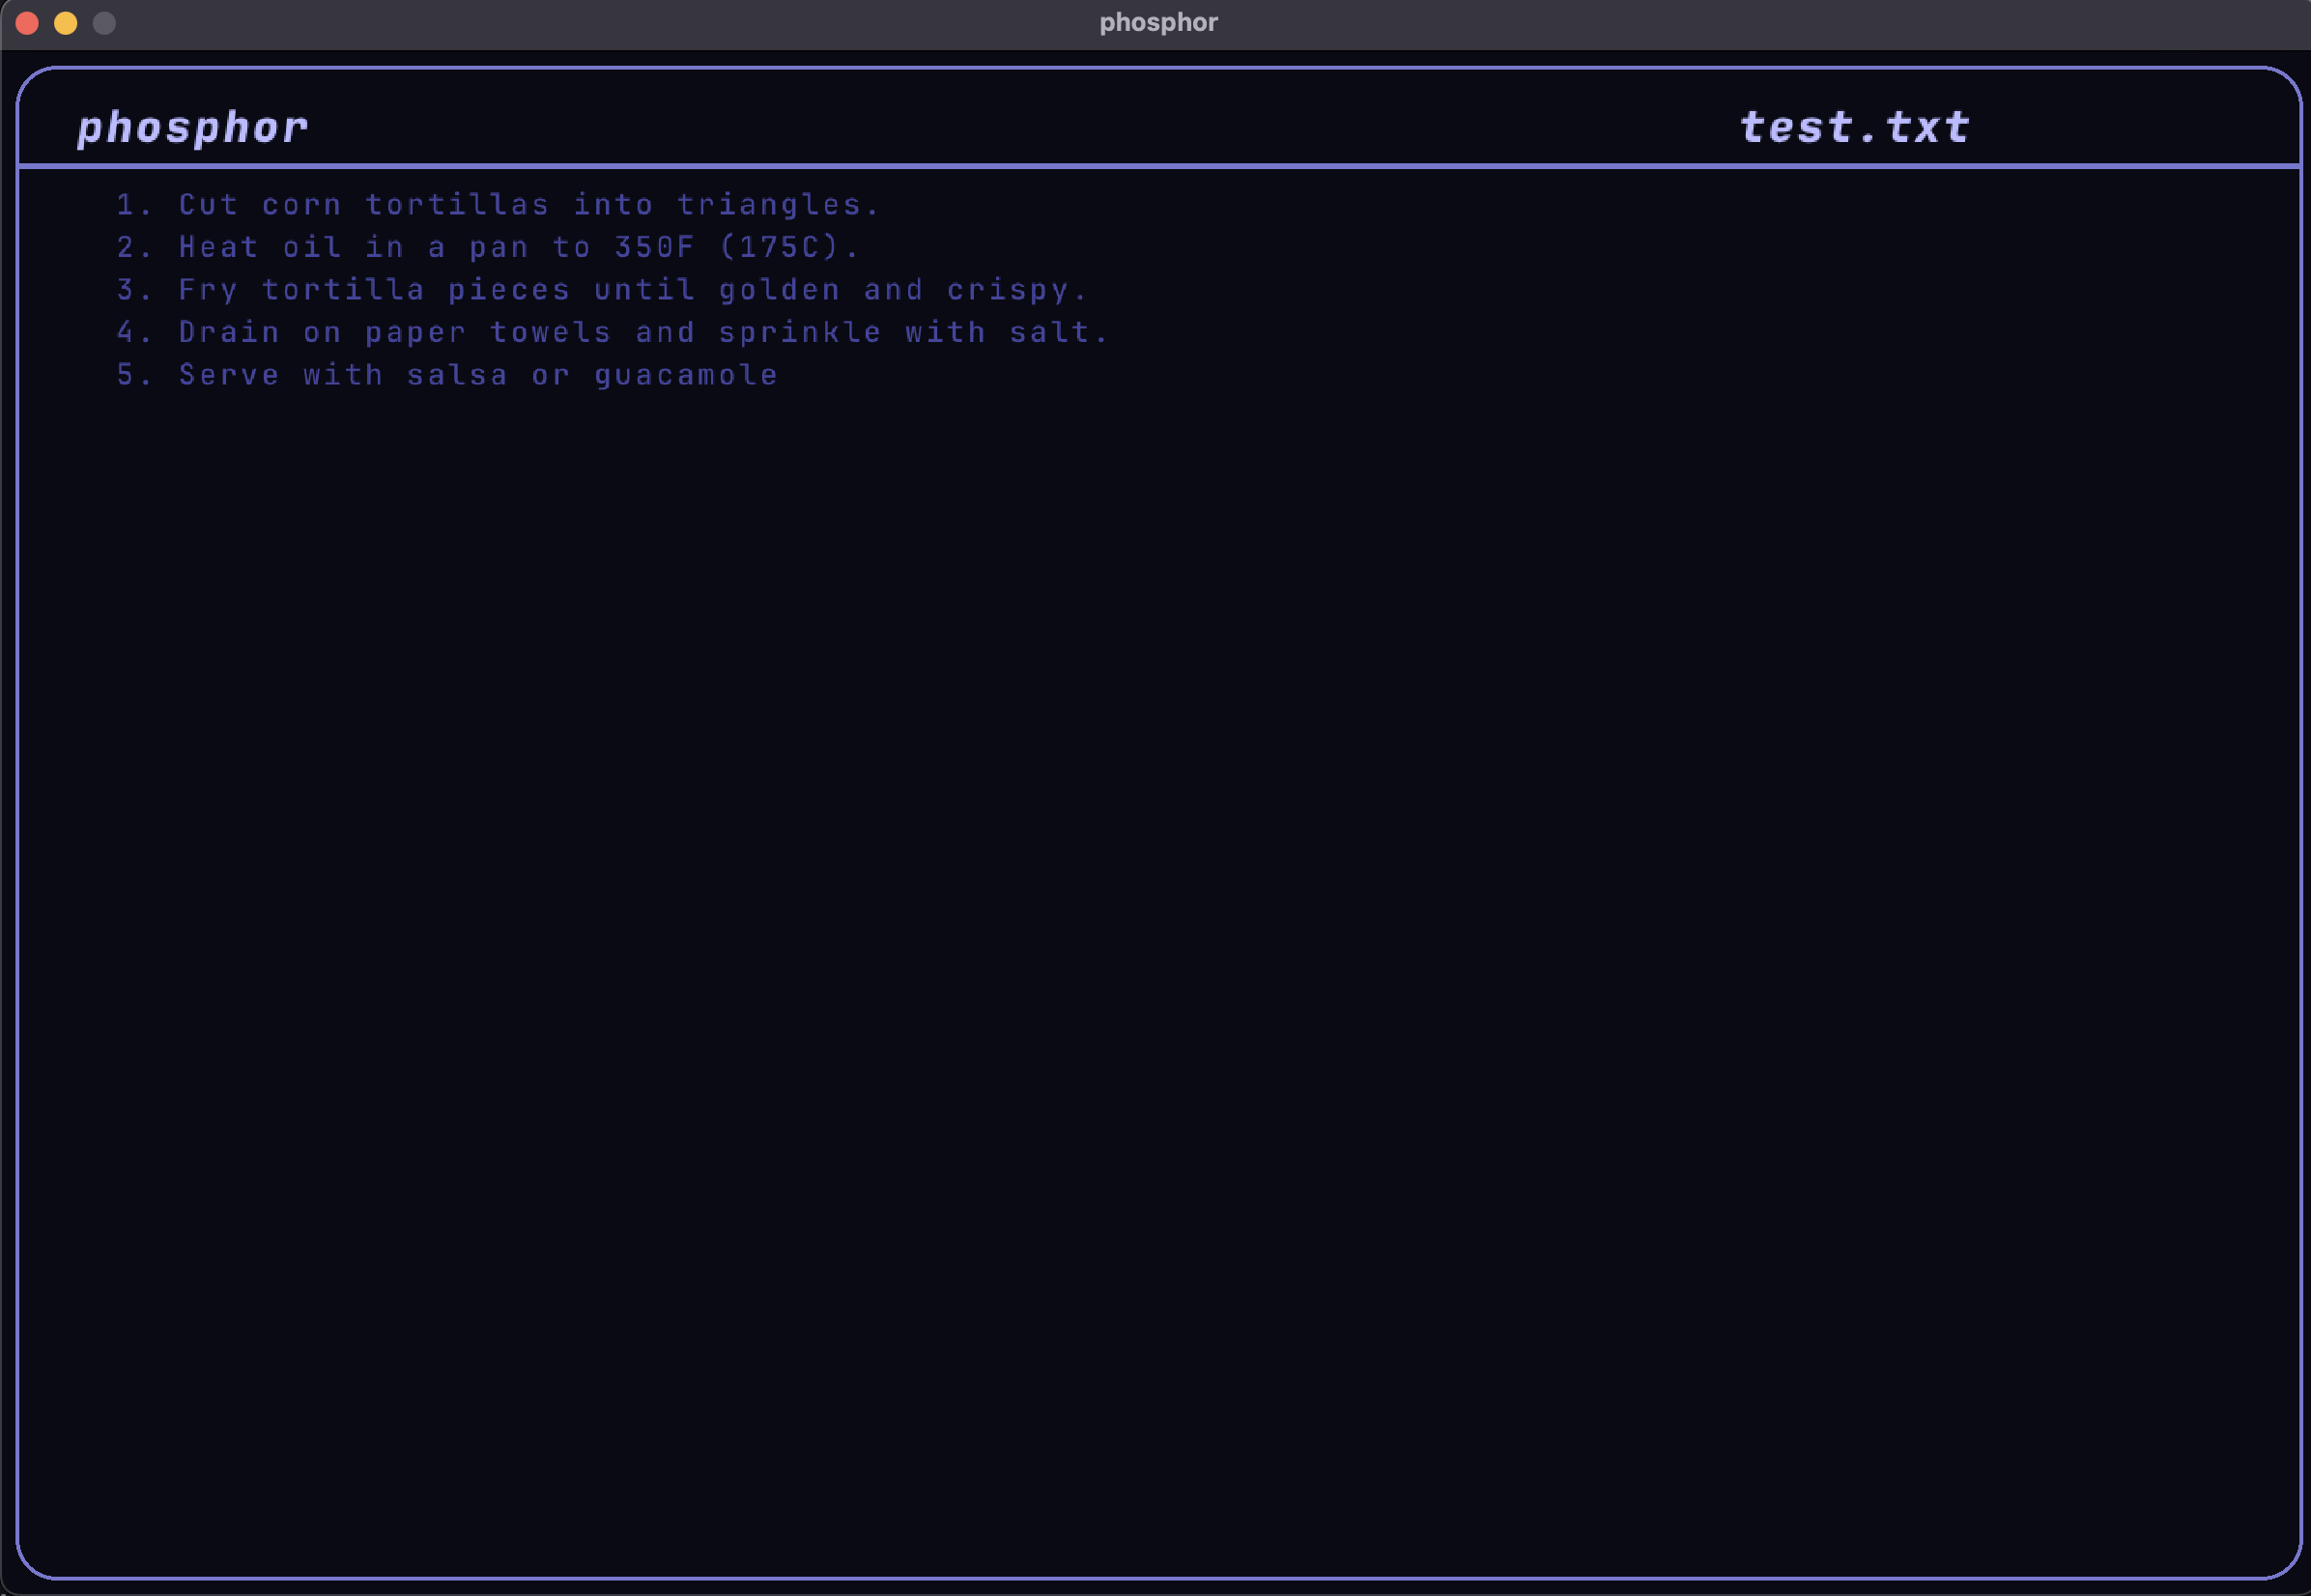 phosphor
phosphor test.txt
1. Cut corn tortillas into triangles.
2. Heat oil in a pan to 350F (175C).
3. Fry tortilla pieces until golden and crispy.
4. Drain on paper towels and sprinkle with salt.
5. Serve with salsa or guacamole